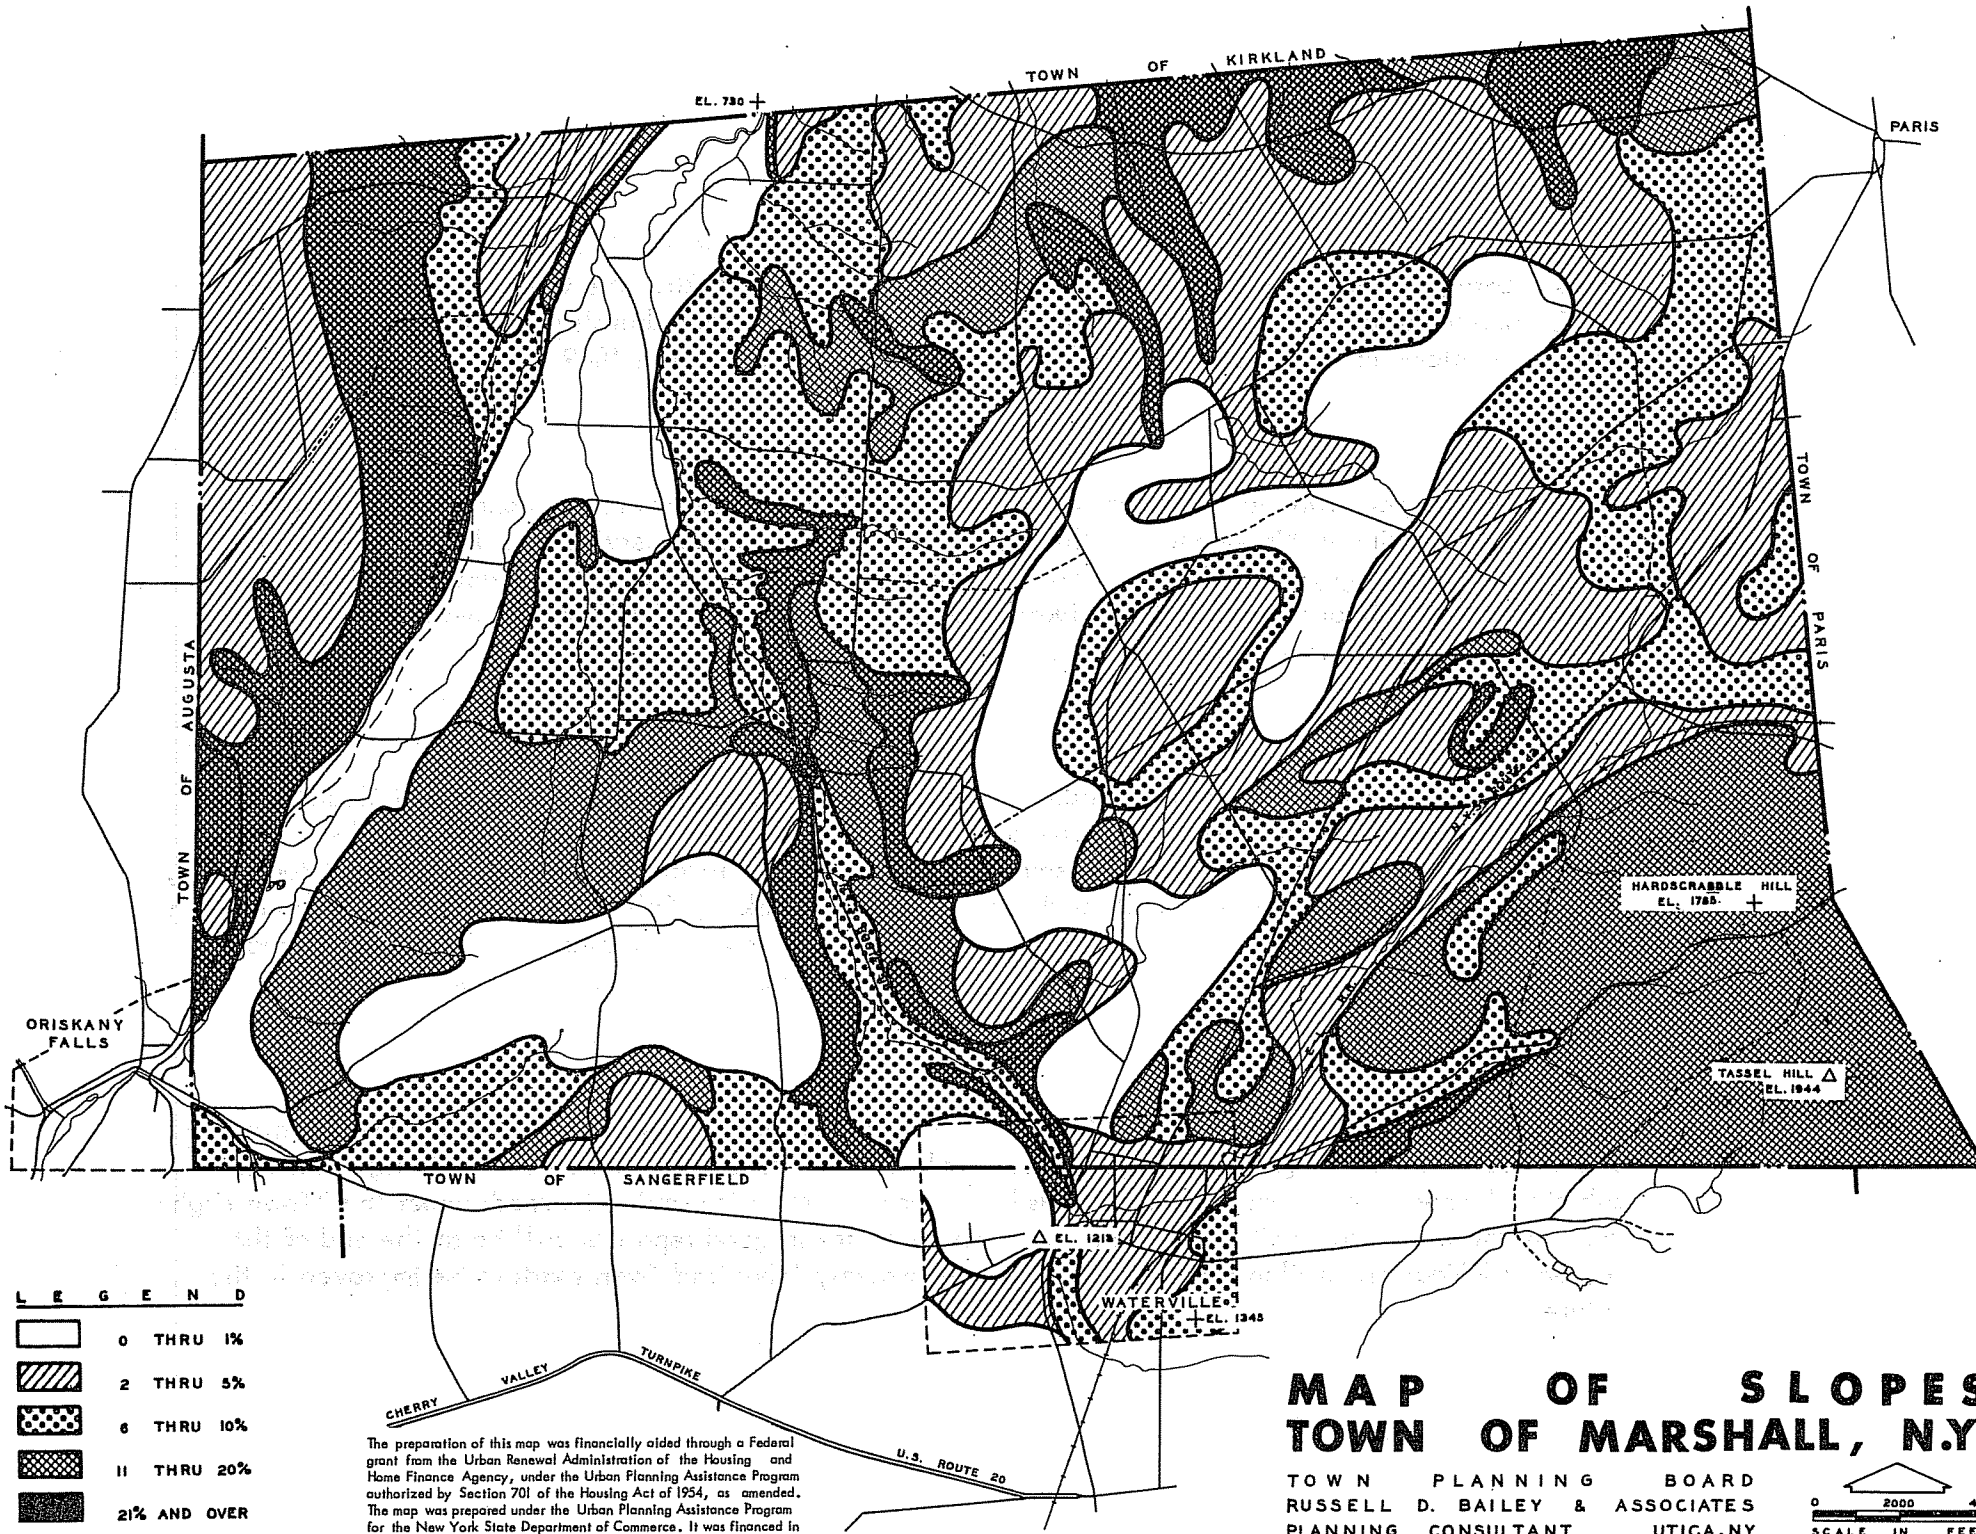 TOWN OF KIRKLAND
EL. 730
PARIS
TOWN OF PARIS
TOWN OF AUGUSTA
HARDSCRABBLE HILL
EL. 1785.
TASSEL HILL
EL. 1944
ORISKANY
FALLS
R.R.
TOWN OF SANGERFIELD
EL. 1212
WATERVILLE
EL. 1345
LEGEND
0 THRU 1%
2 THRU 5%
6 THRU 10%
11 THRU 20%
21% AND OVER
CHERRY VALLEY TURNPIKE
U.S. ROUTE 20
The preparation of this map was financially aided through a Federal
grant from the Urban Renewal Administration of the Housing and
Home Finance Agency, under the Urban Planning Assistance Program
authorized by Section 701 of the Housing Act of 1954, as amended.
The map was prepared under the Urban Planning Assistance Program
for the New York State Department of Commerce. It was financed in
MAP OF SLOPES
TOWN OF MARSHALL, N.Y
TOWN PLANNING BOARD
RUSSELL D. BAILEY & ASSOCIATES
PLANNING CONSULTANT UTICA, NY
0 2000 4
SCALE IN FEE